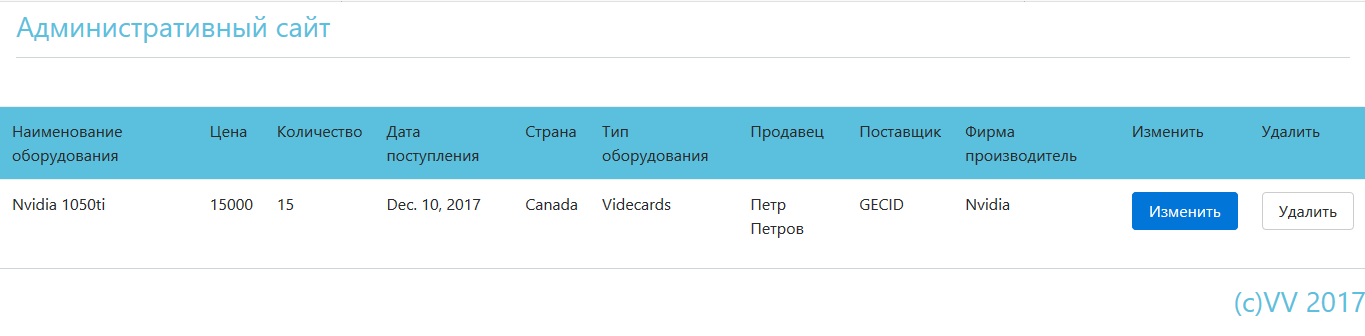 Административный сайт
Наименование оборудования Цена Количество Дата поступления Страна Тип оборудования Продавец Поставщик Фирма производитель Изменить Удалить
Nvidia 1050ti 15000 15 Dec. 10, 2017 Canada Videcards Петр Петров GECID Nvidia Изменить Удалить
(c)VV 2017